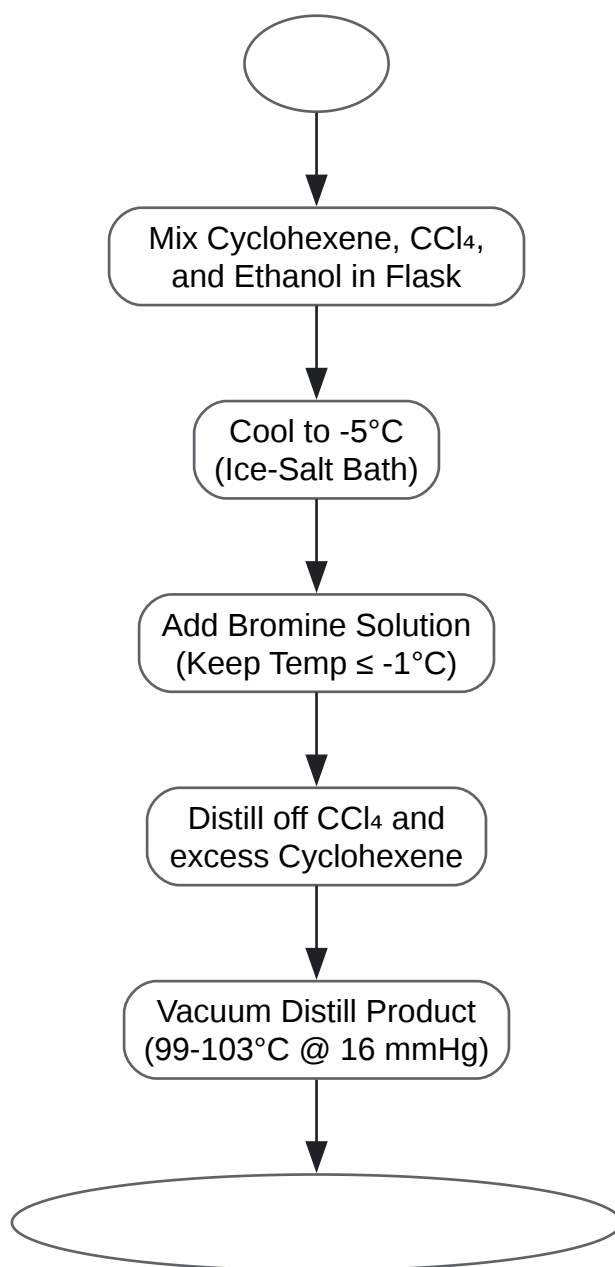 Mix Cyclohexene, CCl₄,
and Ethanol in Flask
Cool to -5°C
(Ice-Salt Bath)
Add Bromine Solution
(Keep Temp ≤ -1°C)
Distill off CCl₄ and
excess Cyclohexene
Vacuum Distill Product
(99-103°C @ 16 mmHg)